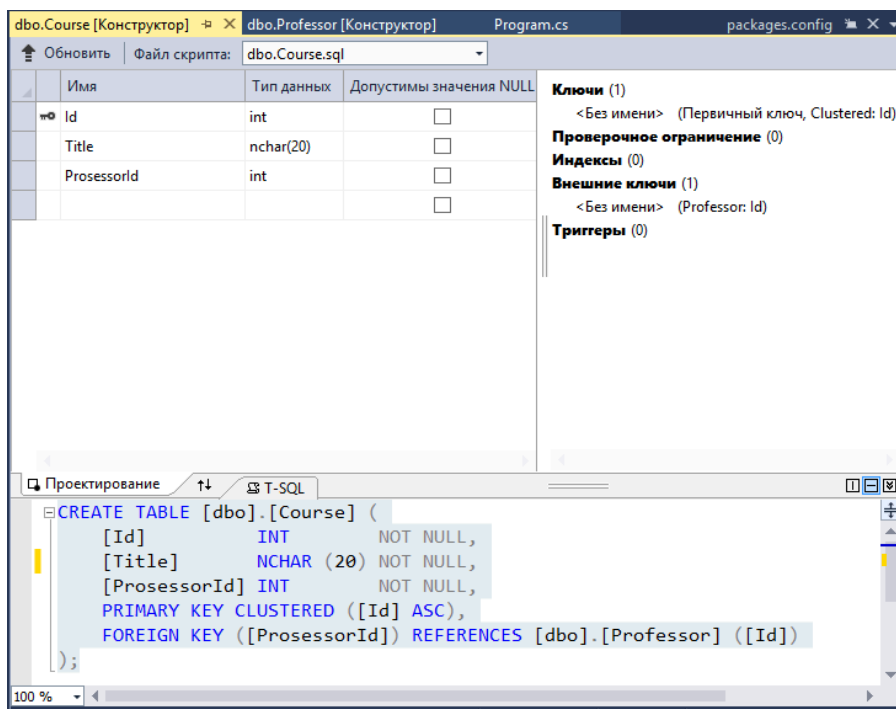 dbo.Course [Конструктор] dbo.Professor [Конструктор] Program.cs packages.config
Обновить Файл скрипта: dbo.Course.sql
Имя Тип данных Допустимы значения NULL
Id int
Title nchar(20)
ProsessorId int
Ключи (1)
<Без имени> (Первичный ключ, Clustered: Id)
Проверочное ограничение (0)
Индексы (0)
Внешние ключи (1)
<Без имени> (Professor: Id)
Триггеры (0)
Проектирование T-SQL
CREATE TABLE [dbo].[Course] (
[Id] INT NOT NULL,
[Title] NCHAR (20) NOT NULL,
[ProsessorId] INT NOT NULL,
PRIMARY KEY CLUSTERED ([Id] ASC),
FOREIGN KEY ([ProsessorId]) REFERENCES [dbo].[Professor] ([Id])
);
100 %